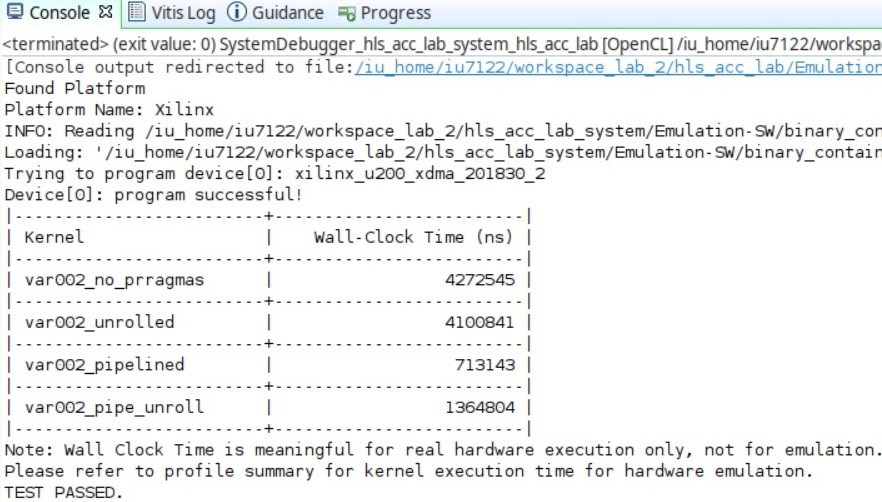 Console Vitis Log Guidance Progress
<terminated> (exit value: 0) SystemDebugger_hls_acc_lab_system_hls_acc_lab [OpenCL] /iu_home/iu7122/workspa
[Console output redirected to file:/iu_home/iu7122/workspace_lab_2/hls_acc_lab/Emulation
Found Platform
Platform Name: Xilinx
INFO: Reading /iu_home/iu7122/workspace_lab_2/hls_acc_lab_system/Emulation-SW/binary_con
Loading: '/iu_home/iu7122/workspace_lab_2/hls_acc_lab_system/Emulation-SW/binary_contain
Trying to program device[0]: xilinx_u200_xdma_201830_2
Device[0]: program successful!
|-------------------------+-------------------------|
| Kernel | Wall-Clock Time (ns) |
|-------------------------+-------------------------|
| var002_no_prragmas | 4272545 |
|-------------------------+-------------------------|
| var002_unrolled | 4100841 |
|-------------------------+-------------------------|
| var002_pipelined | 713143 |
|-------------------------+-------------------------|
| var002_pipe_unroll | 1364804 |
|-------------------------+-------------------------|
Note: Wall Clock Time is meaningful for real hardware execution only, not for emulation.
Please refer to profile summary for kernel execution time for hardware emulation.
TEST PASSED.